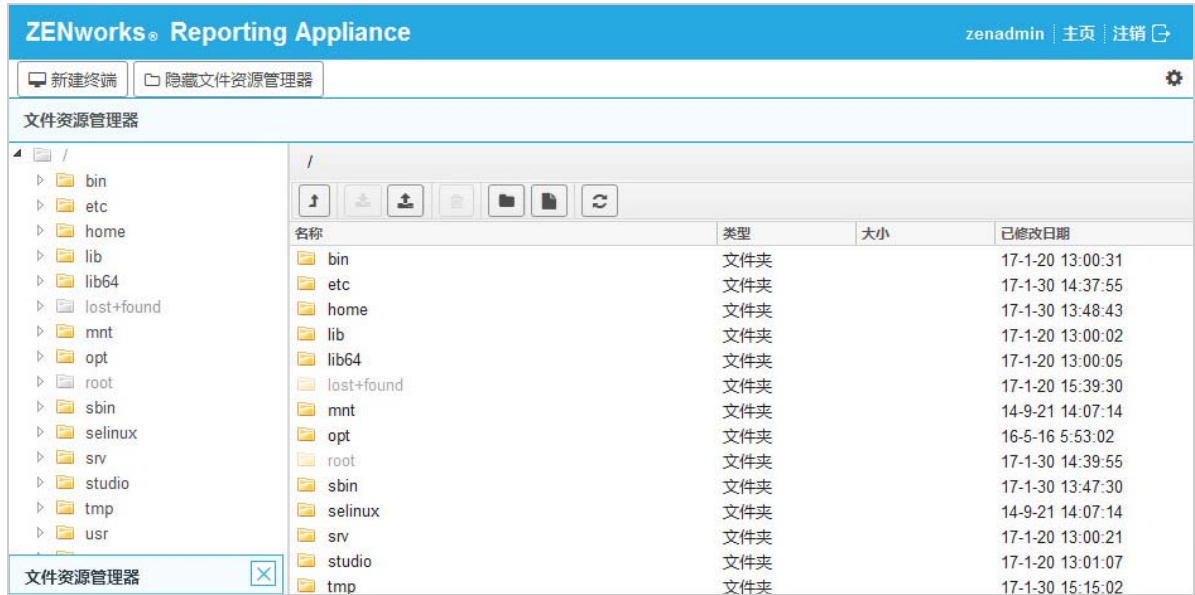 ZENworks® Reporting Appliance
zenadmin 主页 注销
新建终端 隐藏文件资源管理器
文件资源管理器
/
bin
etc
home
lib
lib64
lost+found
mnt
opt
root
sbin
selinux
srv
studio
tmp
usr
文件资源管理器
/
名称 类型 大小 已修改日期
bin 文件夹 17-1-20 13:00:31
etc 文件夹 17-1-30 14:37:55
home 文件夹 17-1-30 13:48:43
lib 文件夹 17-1-20 13:00:02
lib64 文件夹 17-1-20 13:00:05
lost+found 文件夹 17-1-20 15:39:30
mnt 文件夹 14-9-21 14:07:14
opt 文件夹 16-5-16 5:53:02
root 文件夹 17-1-30 14:39:55
sbin 文件夹 17-1-30 13:47:30
selinux 文件夹 14-9-21 14:07:14
srv 文件夹 17-1-20 13:00:21
studio 文件夹 17-1-20 13:01:07
tmp 文件夹 17-1-30 15:15:02